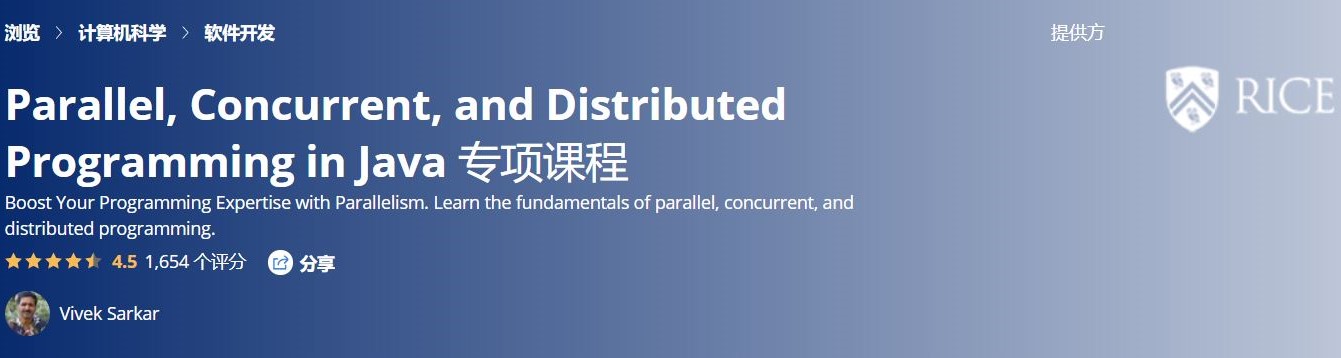 浏览 > 计算机科学 > 软件开发
提供方
RICE
Parallel, Concurrent, and Distributed
Programming in Java 专项课程
Boost Your Programming Expertise with Parallelism. Learn the fundamentals of parallel, concurrent, and
distributed programming.
4.5 1,654 个评分 分享
Vivek Sarkar